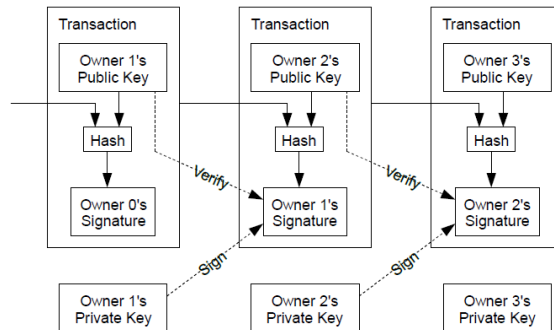 Transaction
Transaction
Transaction
Owner 1's
Public Key
Owner 2's
Public Key
Owner 3's
Public Key
Hash
Hash
Hash
Verify
Verify
Owner 0's
Signature
Owner 1's
Signature
Owner 2's
Signature
Sign
Sign
Owner 1's
Private Key
Owner 2's
Private Key
Owner 3's
Private Key